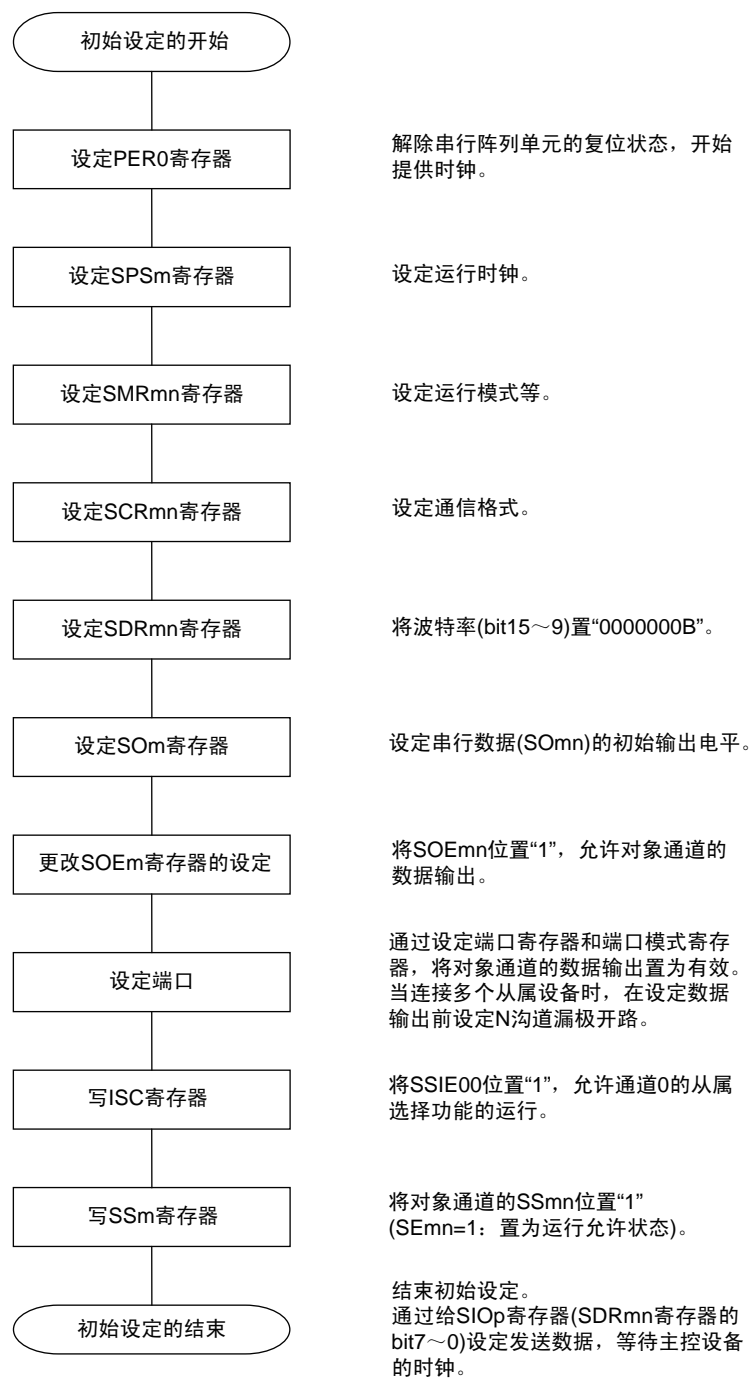 初始设定的开始
设定PER0寄存器
解除串行阵列单元的复位状态，开始
提供时钟。
设定SPSm寄存器
设定运行时钟。
设定SMRmn寄存器
设定运行模式等。
设定SCRmn寄存器
设定通信格式。
设定SDRmn寄存器
将波特率(bit15～9)置“0000000B”。
设定SOm寄存器
设定串行数据(SOmn)的初始输出电平。
更改SOEm寄存器的设定
将SOEmn位置“1”，允许对象通道的
数据输出。
设定端口
通过设定端口寄存器和端口模式寄存
器，将对象通道的数据输出置为有效。
当连接多个从属设备时，在设定数据
输出前设定N沟道漏极开路。
写ISC寄存器
将SSIE00位置“1”，允许通道0的从属
选择功能的运行。
写SSm寄存器
将对象通道的SSmn位置“1”
(SEmn=1：置为运行允许状态)。
初始设定的结束
结束初始设定。
通过给SIOp寄存器(SDRmn寄存器的
bit7～0)设定发送数据，等待主控设备
的时钟。